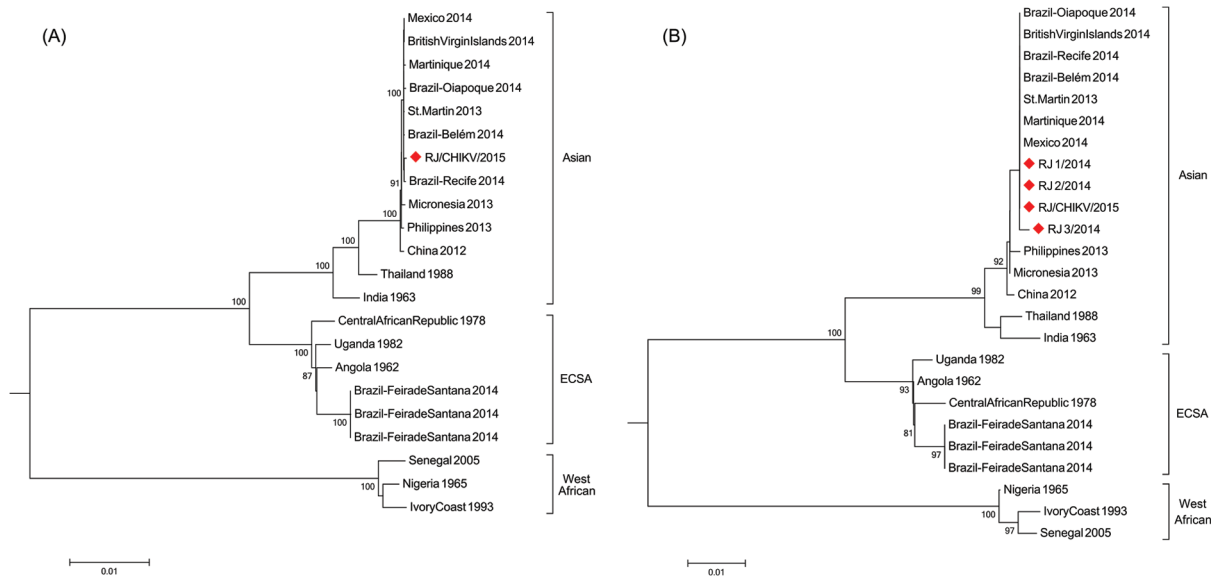 (A)
Mexico 2014
BritishVirginIslands 2014
Martinique 2014
100
Brazil-Oiapoque 2014
St.Martin 2013
Brazil-Belém 2014
RJ/CHIKV/2015
Brazil-Recife 2014
91
Micronesia 2013
100
Philippines 2013
China 2012
100
Thailand 1988
100
India 1963
100
Asian
CentralAfricanRepublic 1978
Uganda 1982
100
Angola 1962
87
Brazil-FeiradeSantana 2014
Brazil-FeiradeSantana 2014
100
Brazil-FeiradeSantana 2014
ECSA
Senegal 2005
Nigeria 1965
100
IvoryCoast 1993
West
African
0.01
(B)
Brazil-Oiapoque 2014
BritishVirginIslands 2014
Brazil-Recife 2014
Brazil-Belém 2014
St.Martin 2013
Martinique 2014
Mexico 2014
RJ 1/2014
RJ 2/2014
RJ/CHIKV/2015
RJ 3/2014
Philippines 2013
92
Micronesia 2013
99
China 2012
Thailand 1988
100
India 1963
Asian
Uganda 1982
Angola 1962
93
CentralAfricanRepublic 1978
Brazil-FeiradeSantana 2014
81
Brazil-FeiradeSantana 2014
97
Brazil-FeiradeSantana 2014
ECSA
Nigeria 1965
100
IvoryCoast 1993
97
Senegal 2005
West
African
0.01